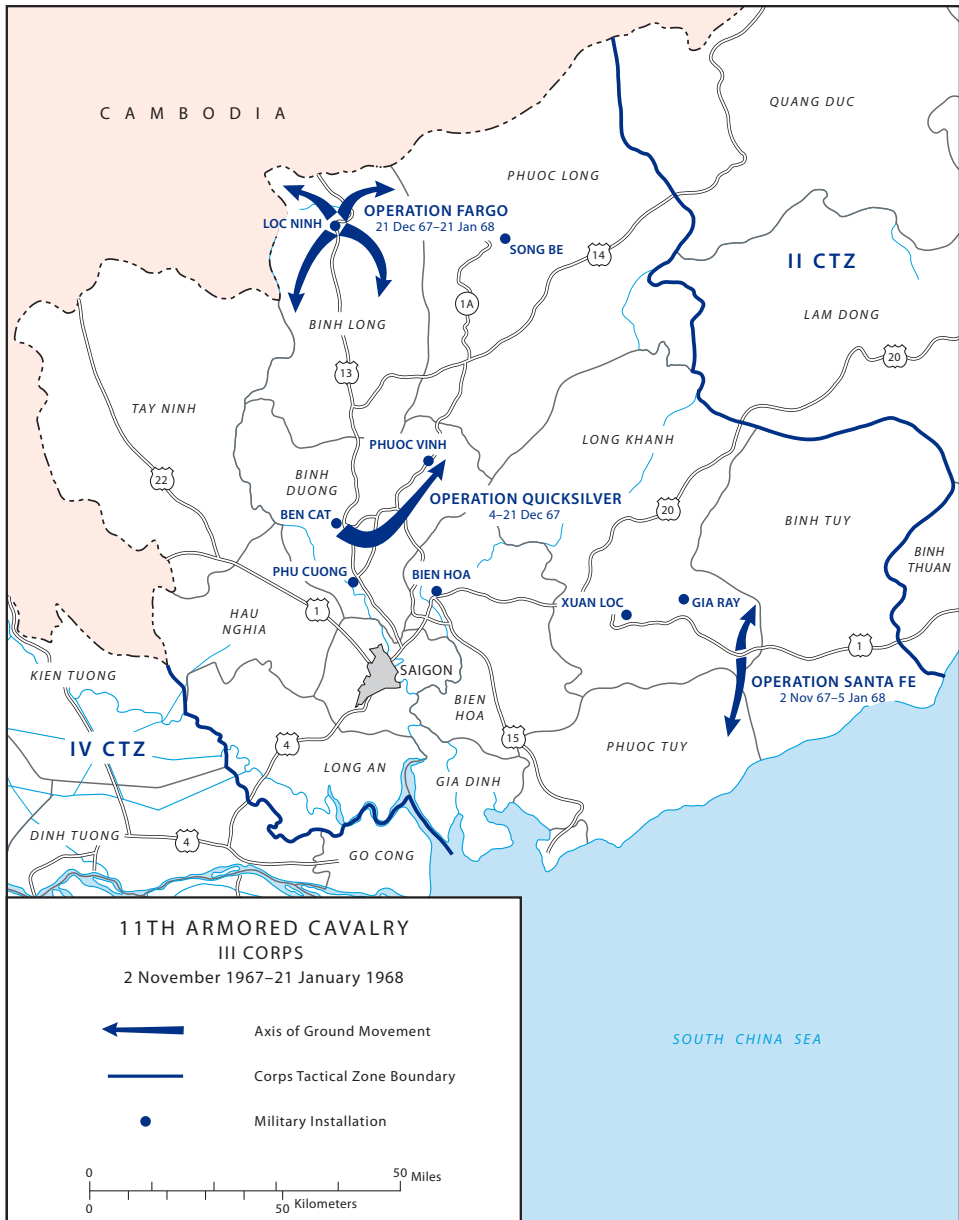 CAMBODIA
QUANG DUC
PHUOC LONG
LOC NINH
OPERATION FARGO
21 Dec 67–21 Jan 68
SONG BE
14
II CTZ
1A
BINH LONG
LAM DONG
13
20
TAY NINH
PHUOC VINH
LONG KHANH
22
BINH
DUONG
OPERATION QUICKSILVER
4–21 Dec 67
BEN CAT
20
BINH TUY
BINH
THUAN
PHU CUONG
BIEN HOA
XUAN LOC
GIA RAY
HAU
NGHIA
1
1
KIEN TUONG
SAIGON
OPERATION SANTA FE
2 Nov 67–5 Jan 68
BIEN
HOA
IV CTZ
4
15
PHUOC TUY
LONG AN
GIA DINH
DINH TUONG
4
GO CONG
11TH ARMORED CAVALRY
III CORPS
2 November 1967–21 January 1968
Axis of Ground Movement
SOUTH CHINA SEA
Corps Tactical Zone Boundary
Military Installation
0 50 Miles
0 50 Kilometers